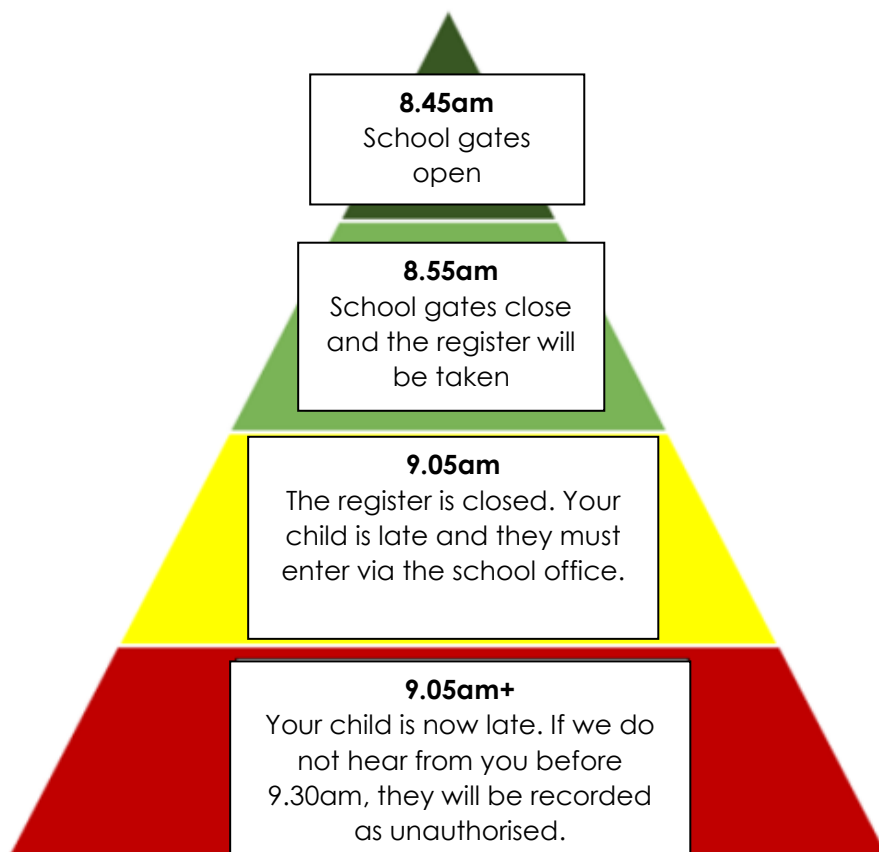 8.45am
School gates
open
8.55am
School gates close
and the register will
be taken
9.05am
The register is closed. Your
child is late and they must
enter via the school office.
9.05am+
Your child is now late. If we do
not hear from you before
9.30am, they will be recorded
as unauthorised.